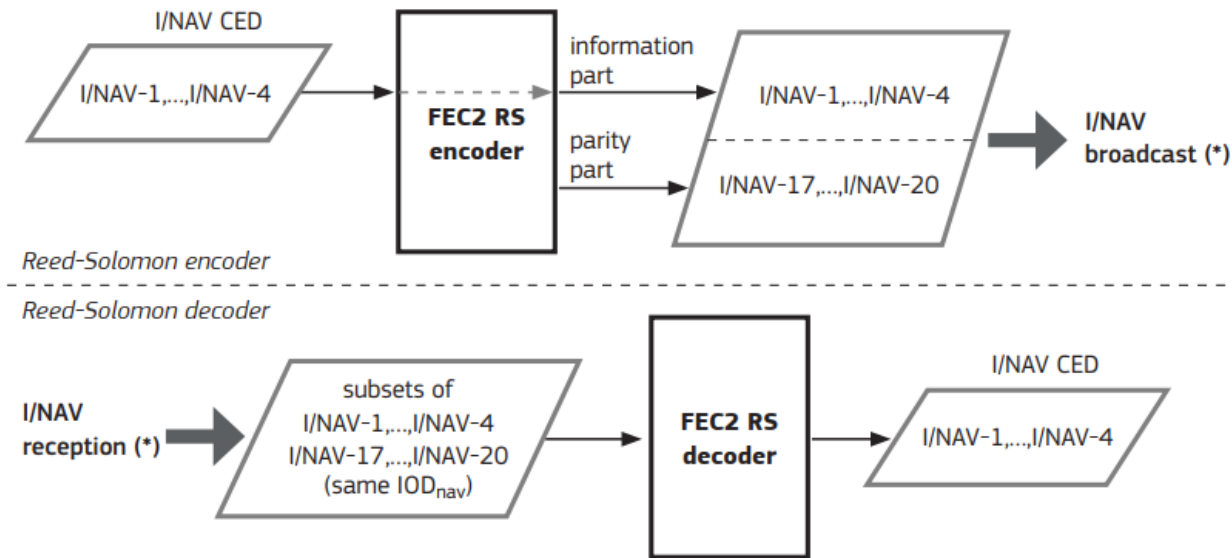 I/NAV CED
I/NAV-1,...,I/NAV-4
FEC2 RS
encoder
information
part
parity
part
I/NAV-1,...,I/NAV-4
I/NAV-17,...,I/NAV-20
I/NAV
broadcast (*)
Reed-Solomon encoder
Reed-Solomon decoder
I/NAV
reception (*)
subsets of
I/NAV-1,...,I/NAV-4
I/NAV-17,...,I/NAV-20
(same IODnav)
FEC2 RS
decoder
I/NAV CED
I/NAV-1,...,I/NAV-4